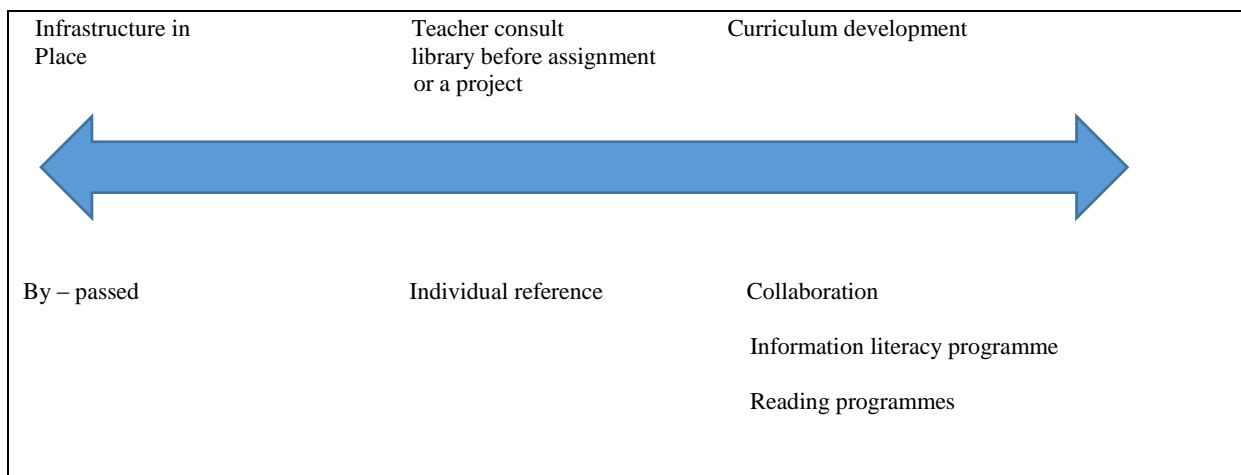 Infrastructure in
Place
Teacher consult
library before assignment
or a project
Curriculum development
By – passed
Individual reference
Collaboration
Information literacy programme
Reading programmes